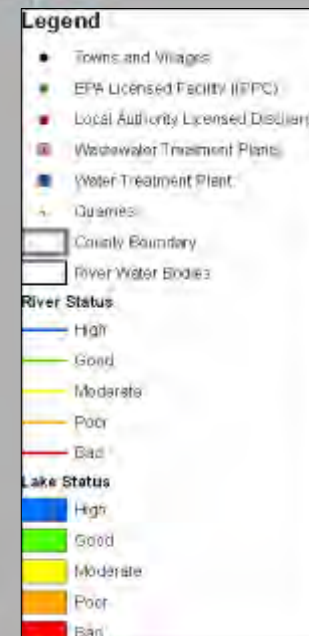 Legend
Towns and Villages
EPA Licensed Facility (IPPC)
Local Authority Licensed
Wastewater Treatment Plants
Water Treatment Plant
Quarries
County Boundary
River Water Bodies
River Status
High
Good
Moderate
Poor
Bad
Lake Status
High
Good
Moderate
Poor
Bad